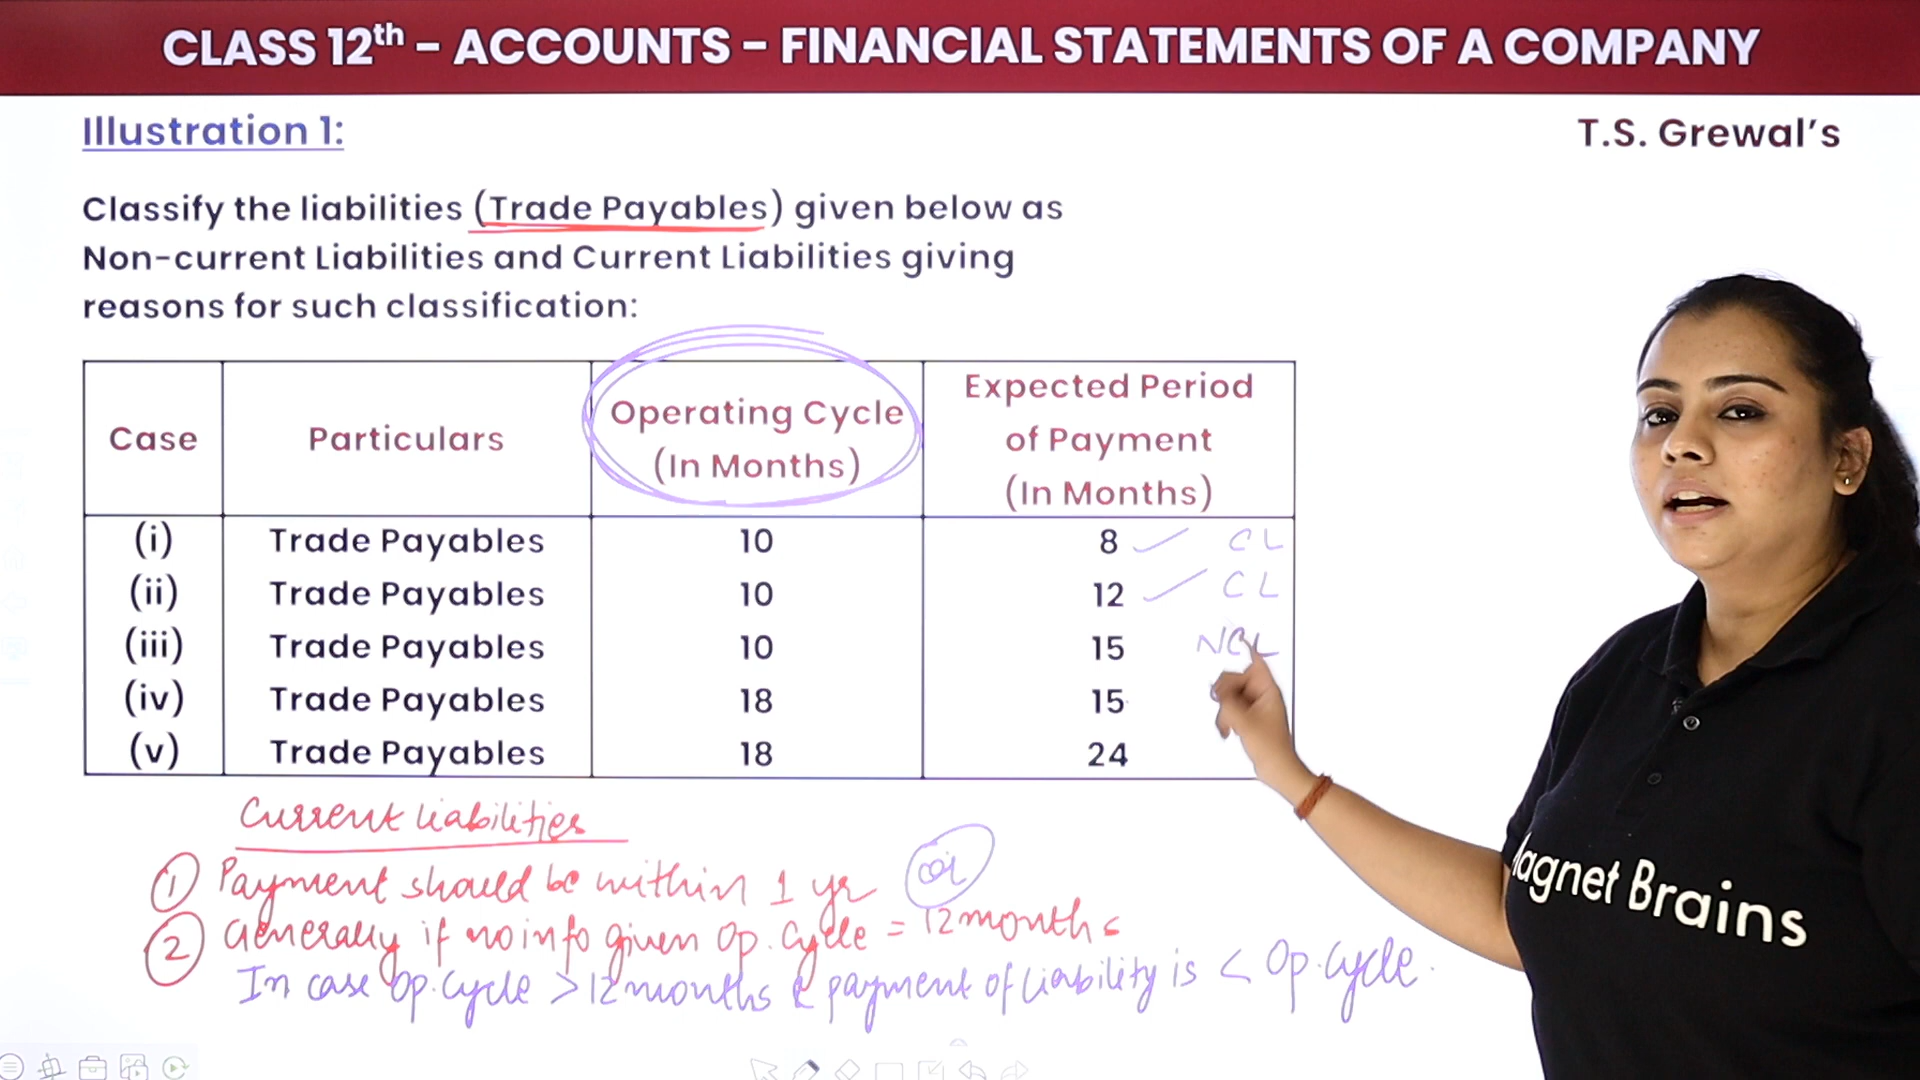 CLASS 12th – ACCOUNTS – FINANCIAL STATEMENTS OF A COMPANY
Illustration 1:
T.S. Grewal's
Classify the liabilities (Trade Payables) given below as
Non-current Liabilities and Current Liabilities giving
reasons for such classification:
Case Particulars Operating Cycle (In Months) Expected Period of Payment (In Months)
(i) Trade Payables 10 8 CL
(ii) Trade Payables 10 12 CL
(iii) Trade Payables 10 15 NCL
(iv) Trade Payables 18 15
(v) Trade Payables 18 24
Current liabilities
1 Payment should be within 1 yr or
2 Generally if no info given Op. Cycle = 12 months
In case Op. Cycle > 12 months & payment of liability is < Op. Cycle.
Magnet Brains